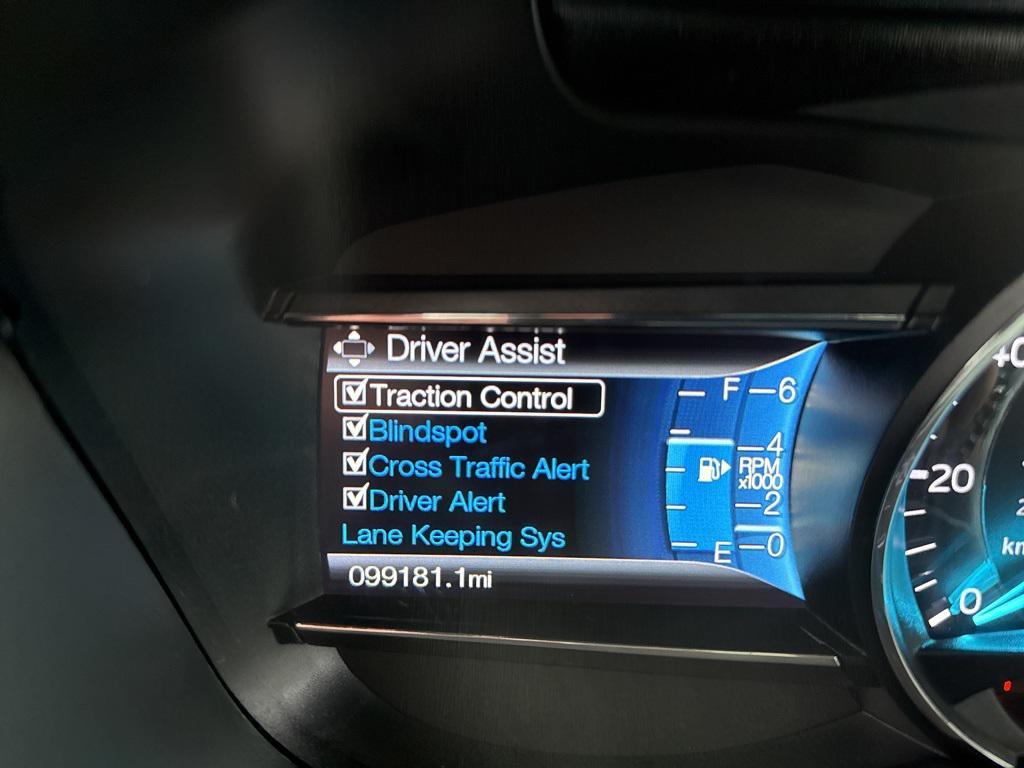 Driver Assist
Traction Control
Blindspot
Cross Traffic Alert
Driver Alert
Lane Keeping Sys
099181.1mi
F
6
4
RPM
x1000
2
E
0
20
0